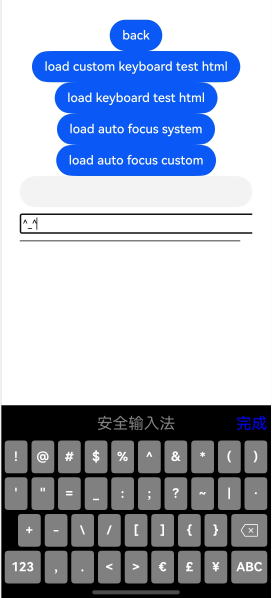 back
load custom keyboard test html
load keyboard test html
load auto focus system
load auto focus custom
^_^
安全输入法 完成
! @ # $ % ^ & * ( )
' " = _ : ; ? ~ | ·
+ - \ / [ ] { }
123 , . < > € £ ¥ ABC